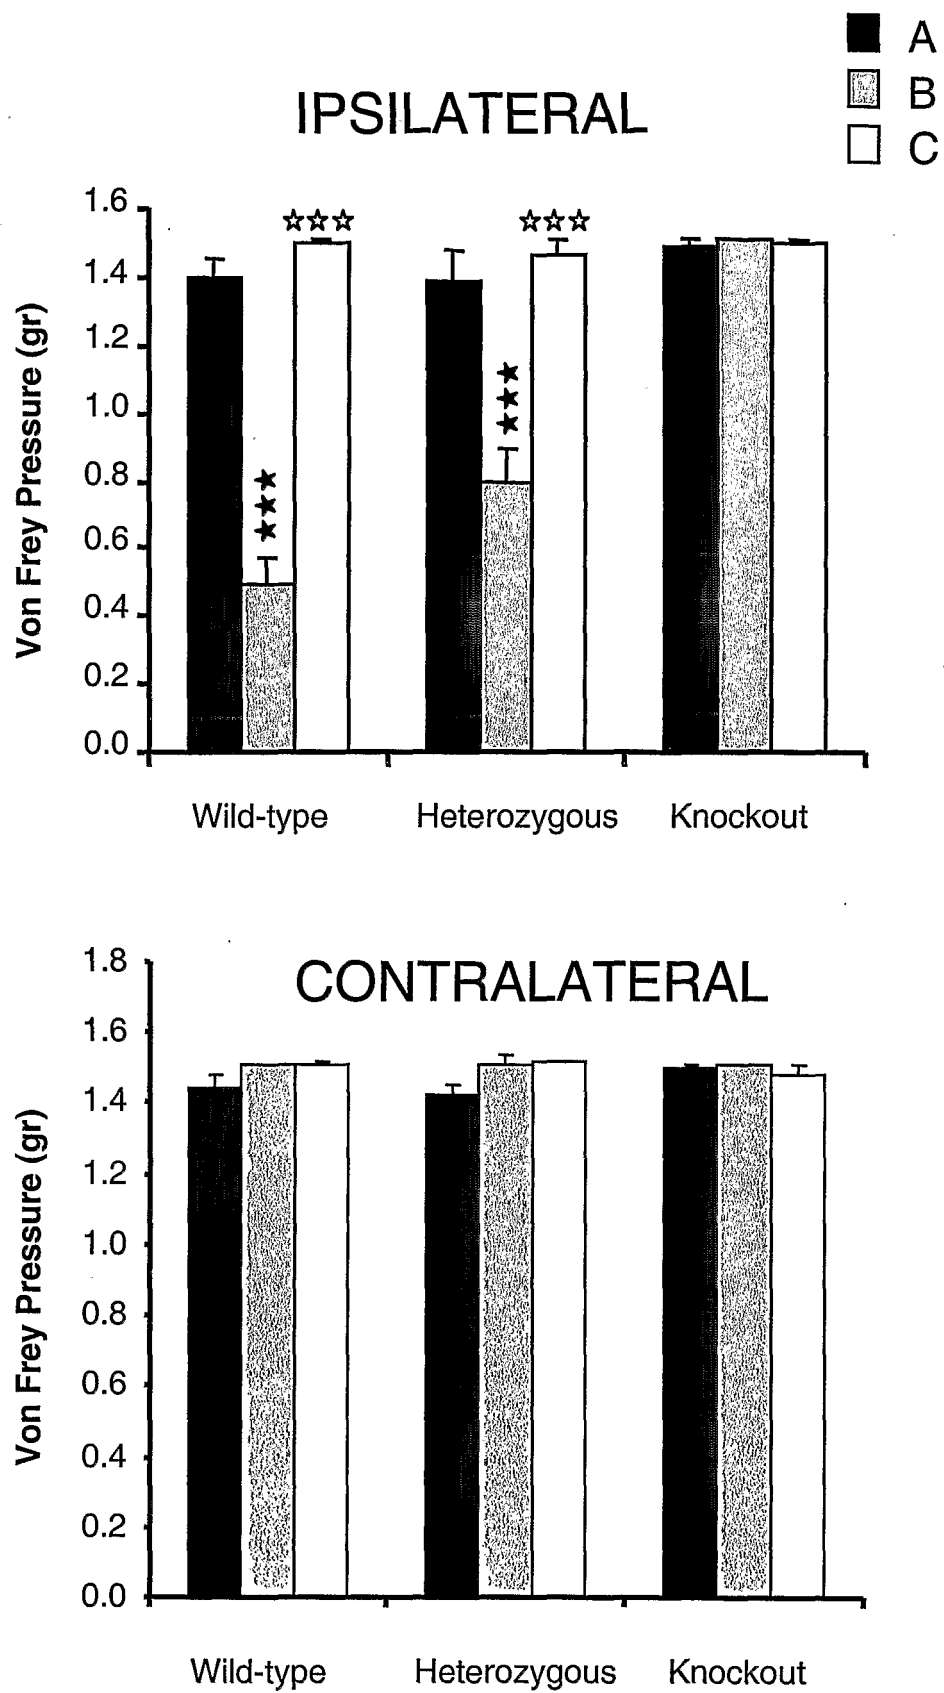 A
B
C
IPSILATERAL
Von Frey Pressure (gr)
1.6
1.4
1.2
1.0
0.8
0.6
0.4
0.2
0.0
☆☆☆
☆☆☆
★★★
★★★
Wild-type Heterozygous Knockout
CONTRALATERAL
Von Frey Pressure (gr)
1.8
1.6
1.4
1.2
1.0
0.8
0.6
0.4
0.2
0.0
Wild-type Heterozygous Knockout